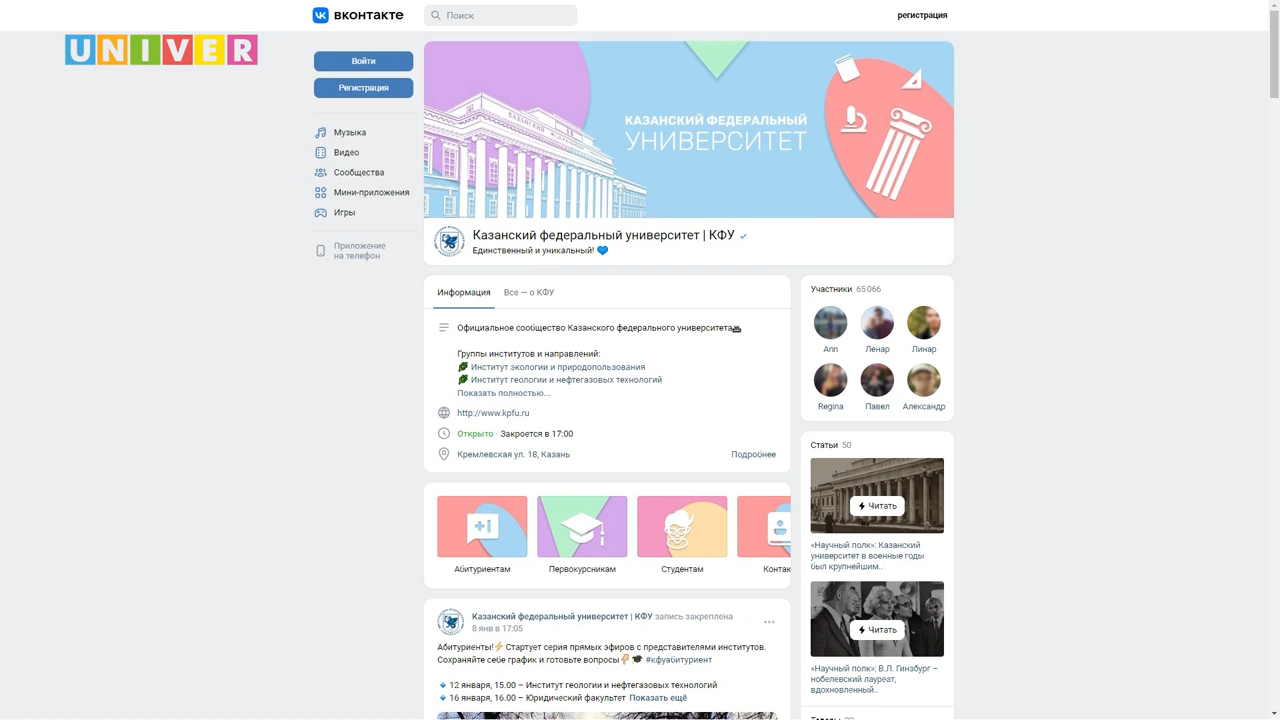 вконтакте
Поиск
регистрация
UNIVER
Войти
Регистрация
Музыка
Видео
Сообщества
Мини-приложения
Игры
Приложение
на телефон
КАЗАНСКИЙ ФЕДЕРАЛЬНЫЙ
УНИВЕРСИТЕТ
Казанский федеральный университет | КФУ
Единственный и уникальный!
Информация
Все — о КФУ
Официальное сообщество Казанского федерального университета
Группы институтов и направлений:
Институт экологии и природопользования
Институт геологии и нефтегазовых технологий
Показать полностью...
http://www.kpfu.ru
Открыто · Закроется в 17:00
Кремлевская ул. 18, Казань
Подробнее
Абитуриентам
Первокурсникам
Студентам
Контак
Казанский федеральный университет | КФУ запись закреплена
8 янв в 17:05
Абитуриенты!⚡ Стартует серия прямых эфиров с представителями институтов.
Сохраняйте себе график и готовьте вопросы #кфуабитуриент
12 января, 15.00 – Институт геологии и нефтегазовых технологий
16 января, 16.00 – Юридический факультет Показать ещё
Участники 65 066
Ann
Ленар
Линар
Regina
Павел
Александр
Статьи 50
Читать
«Научный полк»: Казанский
университет в военные годы
был крупнейшим..
Читать
«Научный полк»: В.Л. Гинзбург –
нобелевский лауреат,
вдохновленный..